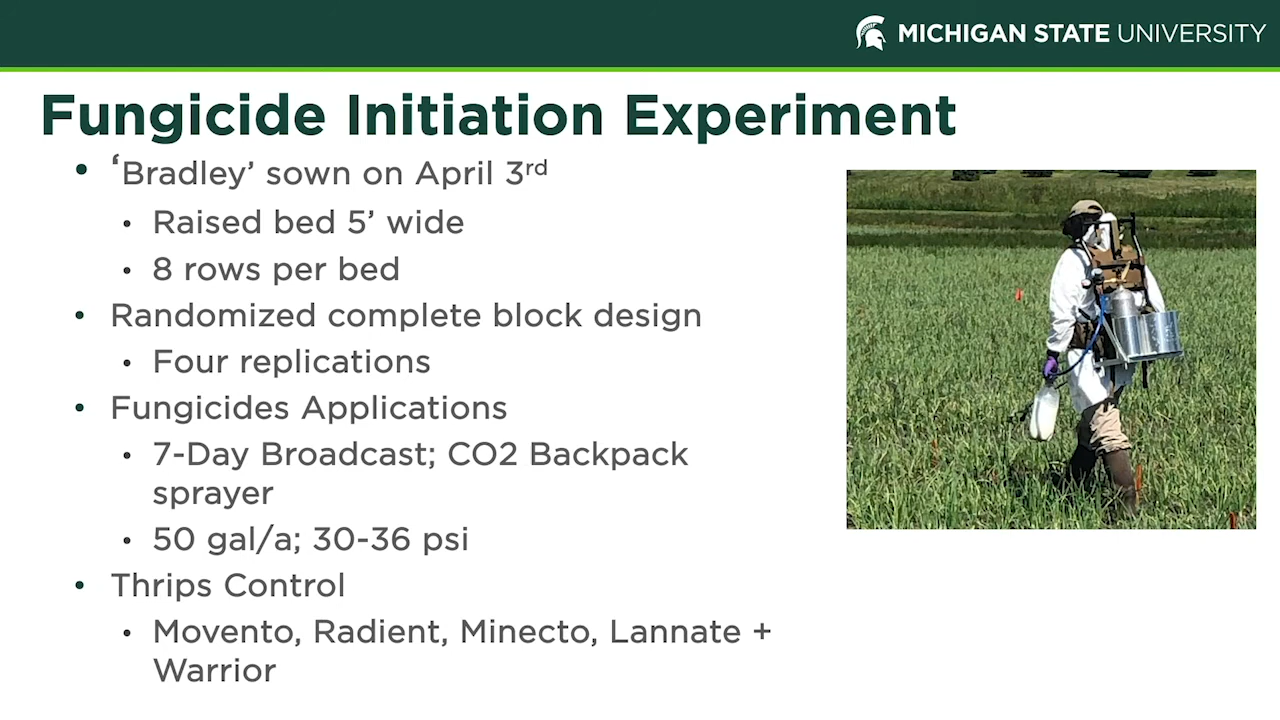 MICHIGAN STATE UNIVERSITY
Fungicide Initiation Experiment
• ‘Bradley’ sown on April 3rd
• Raised bed 5’ wide
• 8 rows per bed
• Randomized complete block design
• Four replications
• Fungicides Applications
• 7-Day Broadcast; CO2 Backpack
sprayer
• 50 gal/a; 30-36 psi
• Thrips Control
• Movento, Radient, Minecto, Lannate +
Warrior